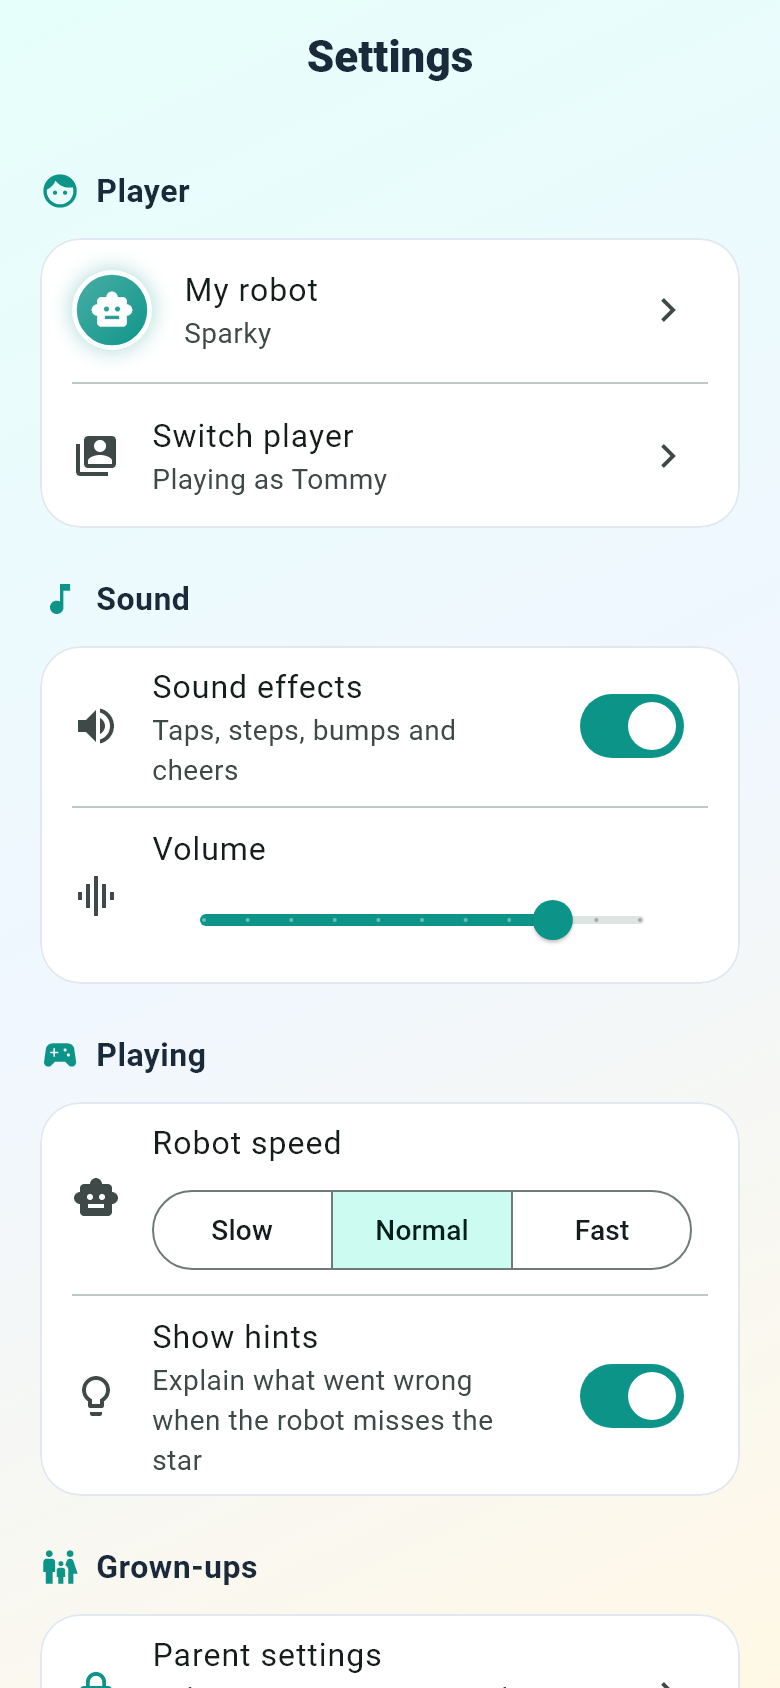 Settings
Player
My robot
Sparky
Switch player
Playing as Tommy
Sound
Sound effects
Taps, steps, bumps and
cheers
Volume
Playing
Robot speed
Slow Normal Fast
Show hints
Explain what went wrong
when the robot misses the
star
Grown-ups
Parent settings